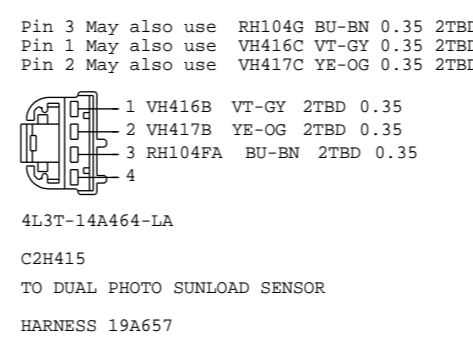 Pin 3 May also use RH104G BU-BN 0.35 2TBD
Pin 1 May also use VH416C VT-GY 0.35 2TBD
Pin 2 May also use VH417C YE-OG 0.35 2TBD
1 VH416B VT-GY 2TBD 0.35
2 VH417B YE-OG 2TBD 0.35
3 RH104FA BU-BN 2TBD 0.35
4
4L3T-14A464-LA
C2H415
TO DUAL PHOTO SUNLOAD SENSOR
HARNESS 19A657